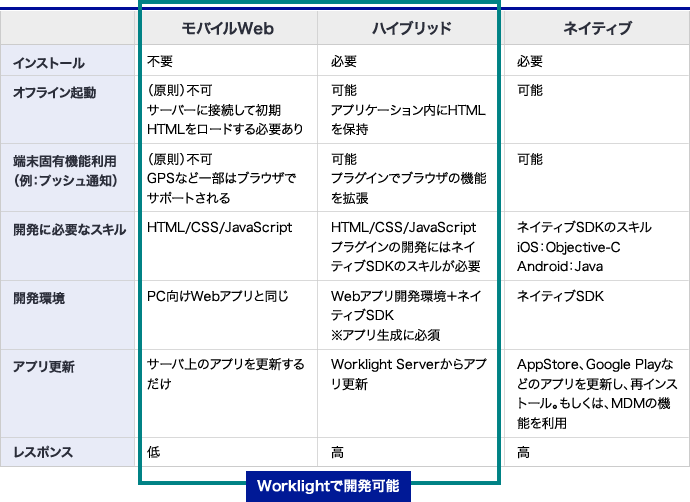 モバイルWeb ハイブリッド ネイティブ
インストール 不要 必要 必要
オフライン起動 （原則）不可 可能 可能
サーバーに接続して初期 アプリケーション内にHTML
HTMLをロードする必要あり を保持
端末固有機能利用 （原則）不可 可能 可能
（例：プッシュ通知） GPSなど一部はブラウザで プラグインでブラウザの機能
サポートされる を拡張
開発に必要なスキル HTML/CSS/JavaScript HTML/CSS/JavaScript ネイティブSDKのスキル
プラグインの開発にはネイ iOS：Objective-C
ティブSDKのスキルが必要 Android：Java
開発環境 PC向けWebアプリと同じ Webアプリ開発環境＋ネイ ネイティブSDK
ティブSDK
※アプリ生成に必須
アプリ更新 サーバ上のアプリを更新する Worklight Serverからアプ AppStore、Google Playな
だけ リ更新 どのアプリを更新し、再インス
トール。もしくは、MDMの機
能を利用
レスポンス 低 高 高
Worklightで開発可能